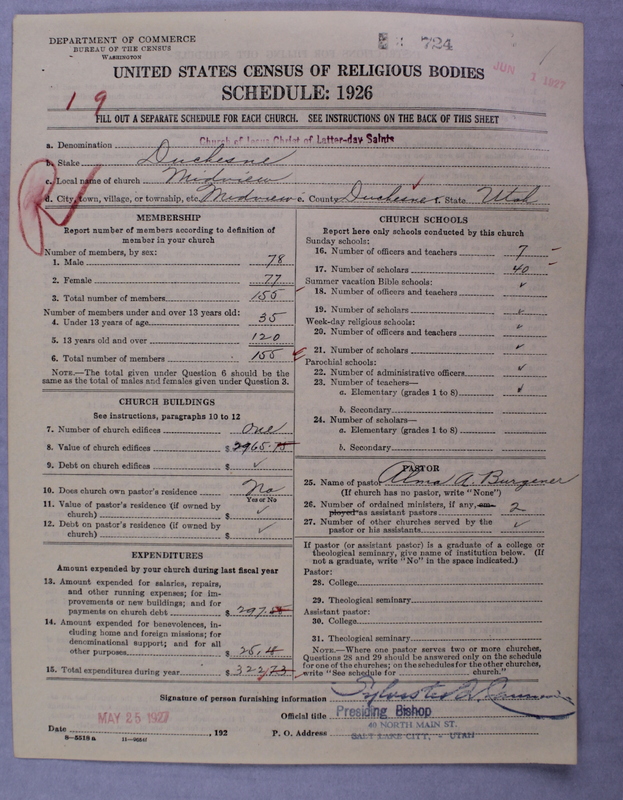 DEPARTMENT OF COMMERCE
BUREAU OF THE CENSUS
WASHINGTON
724
JUN 1 1927
UNITED STATES CENSUS OF RELIGIOUS BODIES
SCHEDULE: 1926
1 9
FILL OUT A SEPARATE SCHEDULE FOR EACH CHURCH. SEE INSTRUCTIONS ON THE BACK OF THIS SHEET
a. Denomination Church of Jesus Christ of Latter-day Saints
b. Stake Duchesne
c. Local name of church Midview
d. City, town, village, or township, etc. Midview e. County Duchesne f. State Utah
MEMBERSHIP
Report number of members according to definition of
member in your church
Number of members, by sex:
1. Male 78
2. Female 77
3. Total number of members 155
Number of members under and over 13 years old:
4. Under 13 years of age 35
5. 13 years old and over 120
6. Total number of members 155
NOTE.—The total given under Question 6 should be the
same as the total of males and females given under Question 3.
CHURCH BUILDINGS
See instructions, paragraphs 10 to 12
7. Number of church edifices one
8. Value of church edifices $ 2965.75
9. Debt on church edifices $ ✓
10. Does church own pastor's residence No
Yes or No
11. Value of pastor's residence (if owned by
church) $ ✓
12. Debt on pastor's residence (if owned by
church) $ ✓
EXPENDITURES
Amount expended by your church during last fiscal year
13. Amount expended for salaries, repairs,
and other running expenses; for im-
provements or new buildings; and for
payments on church debt $ 297.
14. Amount expended for benevolences, in-
cluding home and foreign missions; for
denominational support; and for all
other purposes $ 25.
15. Total expenditures during year $ 322.73
CHURCH SCHOOLS
Report here only schools conducted by this church
Sunday schools:
16. Number of officers and teachers 7
17. Number of scholars 40
Summer vacation Bible schools:
18. Number of officers and teachers ✓
19. Number of scholars ✓
Week-day religious schools:
20. Number of officers and teachers ✓
21. Number of scholars ✓
Parochial schools:
22. Number of administrative officers ✓
23. Number of teachers—
a. Elementary (grades 1 to 8) ✓
b. Secondary
24. Number of scholars—
a. Elementary (grades 1 to 8)
b. Secondary
PASTOR
25. Name of pastor Alma A. Burgener
(If church has no pastor, write "None")
26. Number of ordained ministers, if any, em-
ployed as assistant pastors 2
27. Number of other churches served by the
pastor or his assistants ✓
If pastor (or assistant pastor) is a graduate of a college or
theological seminary, give name of institution below. (If
not a graduate, write "No" in the space indicated.)
Pastor:
28. College
29. Theological seminary
Assistant pastor:
30. College
31. Theological seminary
NOTE.—Where one pastor serves two or more churches,
Questions 28 and 29 should be answered only on the schedule
for one of the churches; on the schedules for the other churches,
write "See schedule for church."
Signature of person furnishing information Sylvester Q. Cannon
Official title Presiding Bishop
Date MAY 25 1927, 192 P. O. Address 40 NORTH MAIN ST.
SALT LAKE CITY, - UTAH
8—5518 a